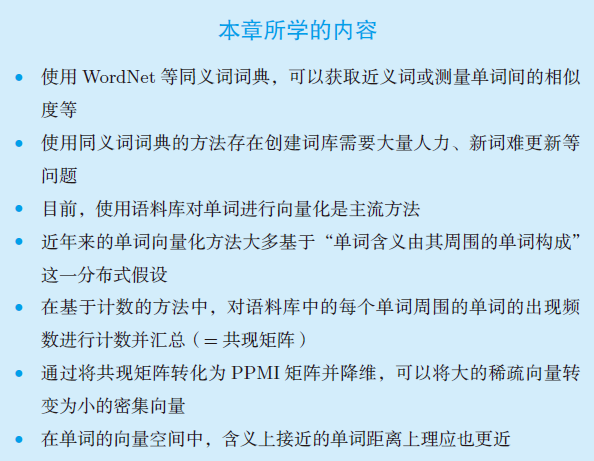 本章所学的内容
• 使用 WordNet 等同义词词典，可以获取近义词或测量单词间的相似
度等
• 使用同义词词典的方法存在创建词库需要大量人力、新词难更新等
问题
• 目前，使用语料库对单词进行向量化是主流方法
• 近年来的单词向量化方法大多基于“单词含义由其周围的单词构成”
这一分布式假设
• 在基于计数的方法中，对语料库中的每个单词周围的单词的出现频
数进行计数并汇总（= 共现矩阵）
• 通过将共现矩阵转化为 PPMI 矩阵并降维，可以将大的稀疏向量转
变为小的密集向量
• 在单词的向量空间中，含义上接近的单词距离上理应也更近